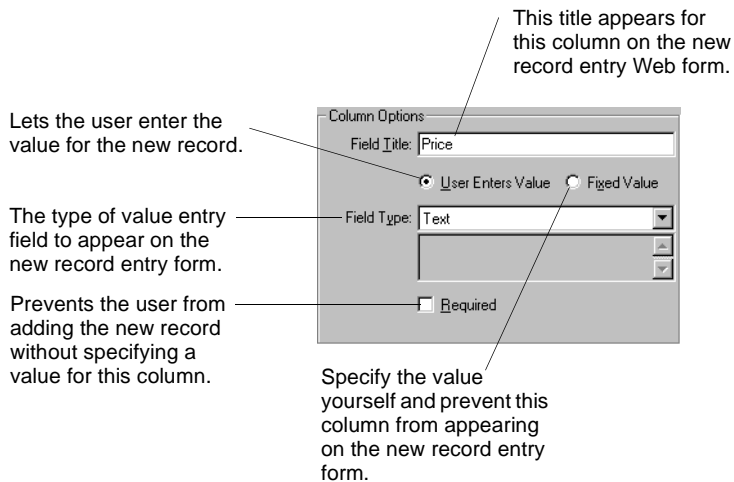 This title appears for
this column on the new
record entry Web form.
Lets the user enter the
value for the new record.
Column Options
Field Title: Price
User Enters Value Fixed Value
The type of value entry
field to appear on the
new record entry form.
Field Type: Text
Prevents the user from
adding the new record
without specifying a
value for this column.
Required
Specify the value
yourself and prevent this
column from appearing
on the new record entry
form.